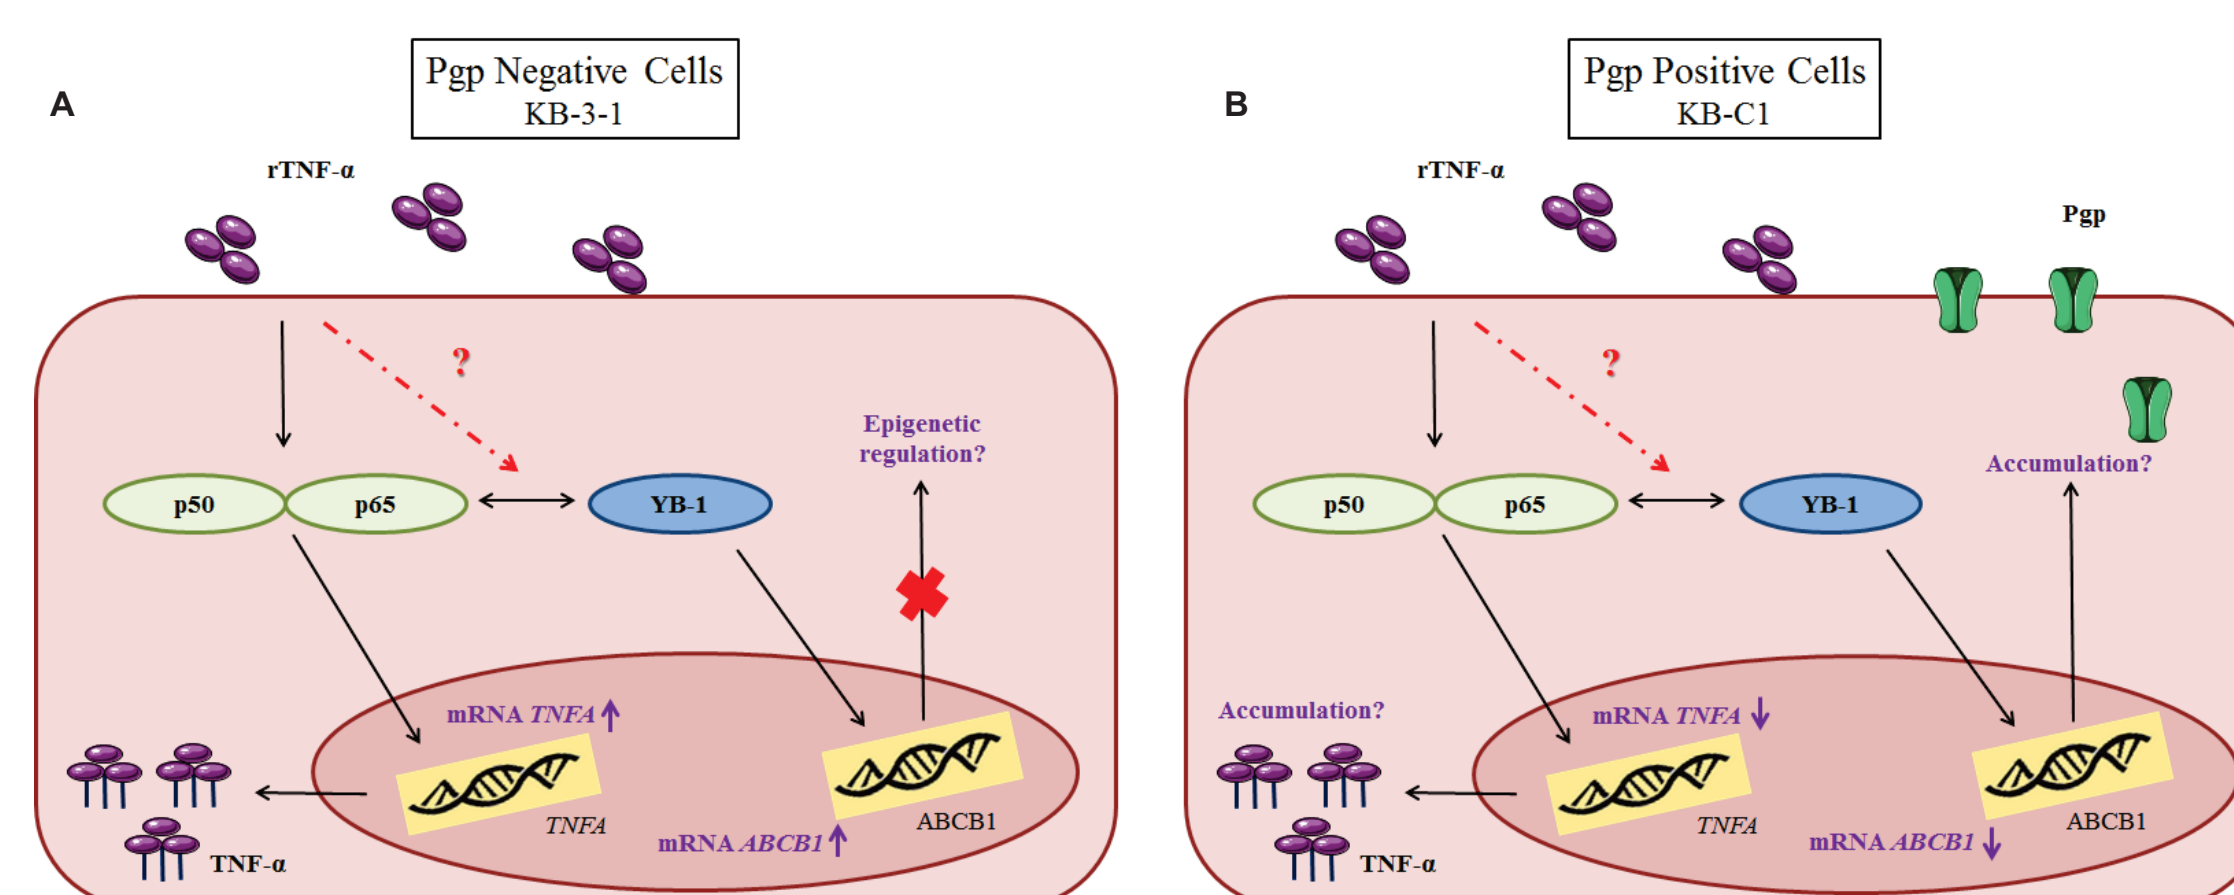 A
Pgp Negative Cells
KB-3-1
rTNF-α
?
Epigenetic
regulation?
p50
p65
YB-1
mRNA TNFA
TNFA
mRNA ABCB1
ABCB1
TNF-α
B
Pgp Positive Cells
KB-C1
rTNF-α
Pgp
?
Accumulation?
p50
p65
YB-1
Accumulation?
mRNA TNFA
TNFA
mRNA ABCB1
ABCB1
TNF-α